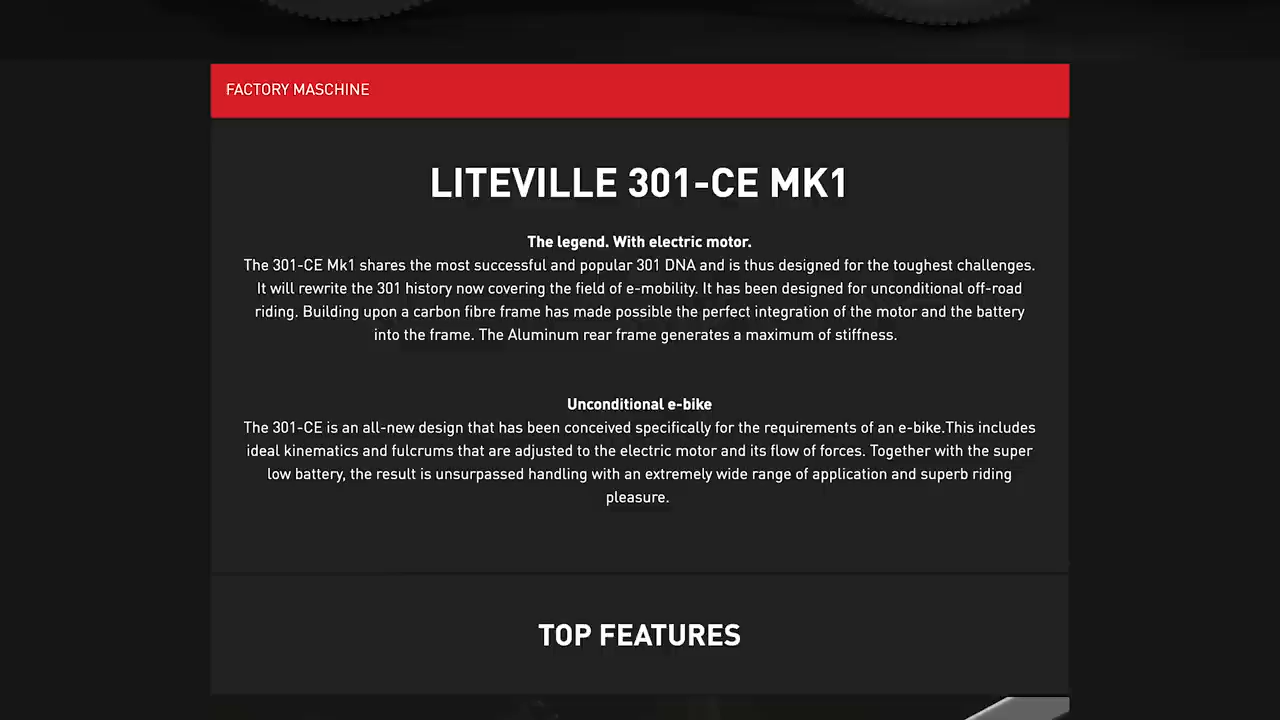 FACTORY MASCHINE
LITEVILLE 301-CE MK1
The legend. With electric motor.
The 301-CE Mk1 shares the most successful and popular 301 DNA and is thus designed for the toughest challenges.
It will rewrite the 301 history now covering the field of e-mobility. It has been designed for unconditional off-road
riding. Building upon a carbon fibre frame has made possible the perfect integration of the motor and the battery
into the frame. The Aluminum rear frame generates a maximum of stiffness.
Unconditional e-bike
The 301-CE is an all-new design that has been conceived specifically for the requirements of an e-bike.This includes
ideal kinematics and fulcrums that are adjusted to the electric motor and its flow of forces. Together with the super
low battery, the result is unsurpassed handling with an extremely wide range of application and superb riding
pleasure.
TOP FEATURES